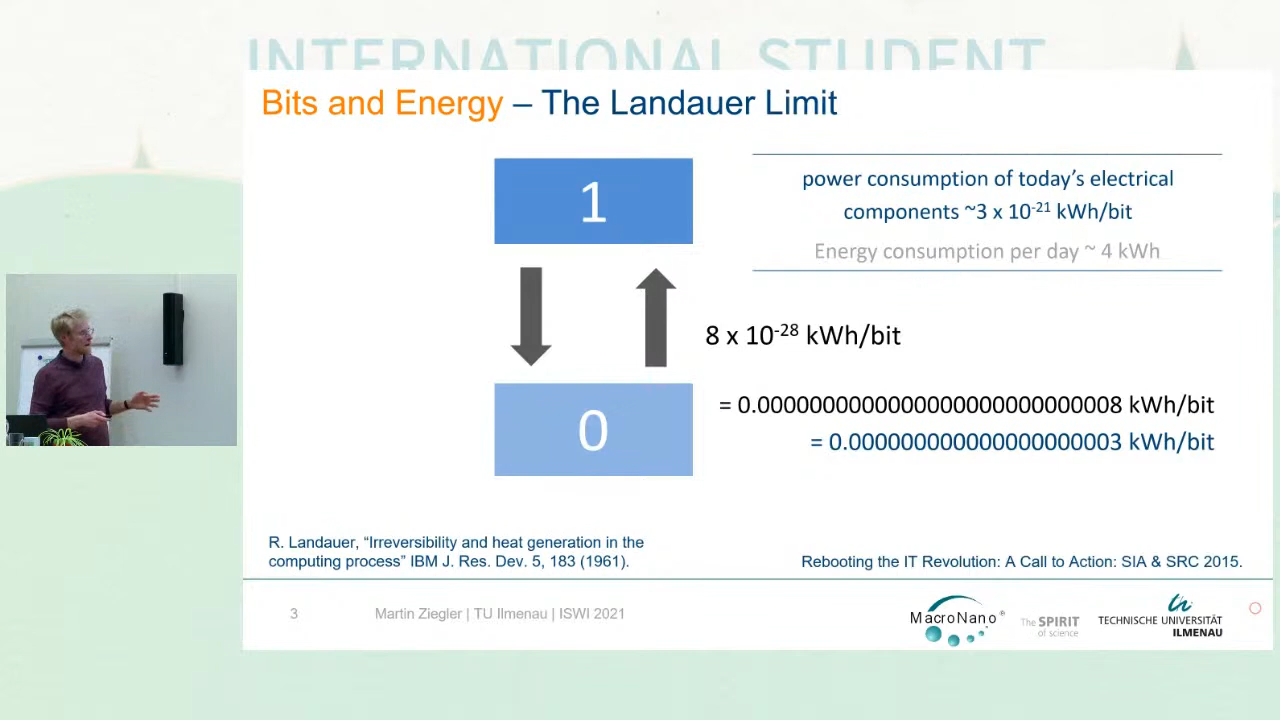 INTERNATIONAL STUDENT
Bits and Energy – The Landauer Limit
1
power consumption of today's electrical
components ~3 x 10⁻²¹ kWh/bit
Energy consumption per day ~ 4 kWh
8 x 10⁻²⁸ kWh/bit
0
= 0.0000000000000000000000000008 kWh/bit
= 0.000000000000000000003 kWh/bit
R. Landauer, “Irreversibility and heat generation in the
computing process” IBM J. Res. Dev. 5, 183 (1961).
Rebooting the IT Revolution: A Call to Action: SIA & SRC 2015.
3
Martin Ziegler | TU Ilmenau | ISWI 2021
MacroNano®
The SPIRIT
of science
TECHNISCHE UNIVERSITÄT
ILMENAU